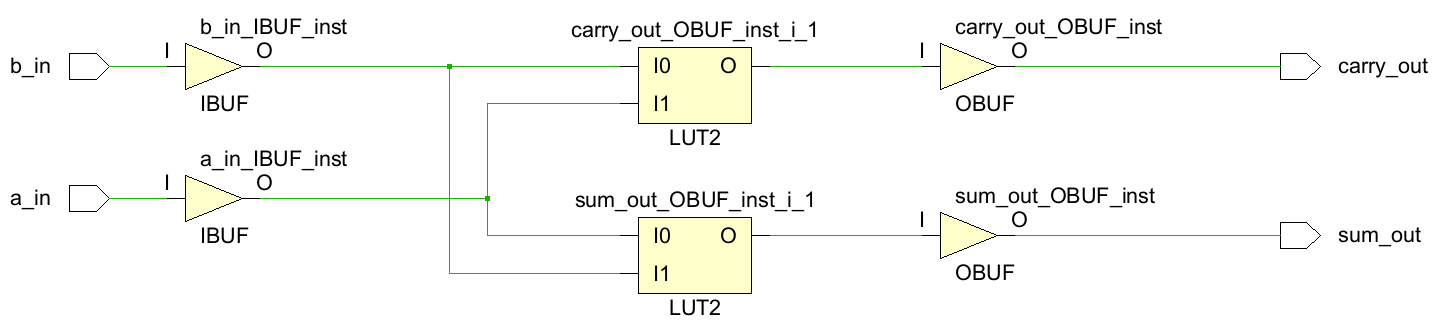 b_in_IBUF_inst
carry_out_OBUF_inst_i_1
carry_out_OBUF_inst
I O
I O
b_in
I0 O
carry_out
IBUF
I1
OBUF
LUT2
a_in_IBUF_inst
I O
a_in
sum_out_OBUF_inst_i_1
sum_out_OBUF_inst
I O
IBUF
I0 O
sum_out
I1
OBUF
LUT2